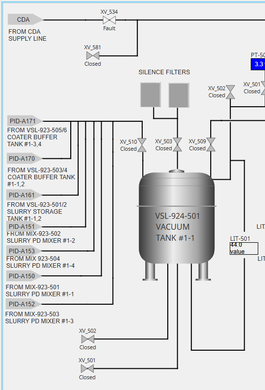 CDA
XV_534
Fault
FROM CDA
SUPPLY LINE
XV_581
Closed
PT-50
3.3
SILENCE FILTERS
XV_502
Closed
XV_501
Closed
PID-A171
FROM VSL-923-505/6
COATER BUFFER
TANK #1-3,4
XV_510
Closed
XV_503
Closed
XV_509
Closed
PID-A170
FROM VSL-923-503/4
COATER BUFFER TANK
#1-1,2
PID-A161
FROM VSL-923-501/2
SLURRY STORAGE
TANK #1-1,2
PID-A151
FROM MIX-923-502
SLURRY PD MIXER #1-2
PID-A153
FROM MIX 923-504
SLURRY PD MIXER #1-4
PID-A150
FROM MIX-923-501
SLURRY PD MIXER #1-1
PID-A152
FROM MIX-923-503
SLURRY PD MIXER #1-3
VSL-924-501
VACUUM
TANK #1-1
LIT-501
44.0
value
LIT
LIT
XV_502
Closed
XV_501
Closed